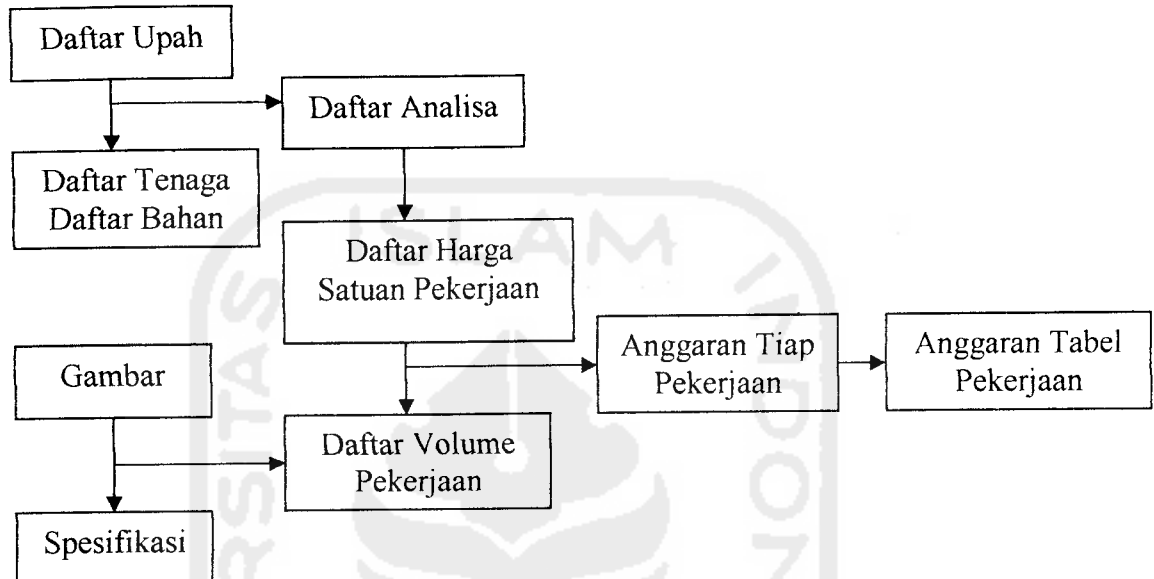 Daftar Upah
Daftar Analisa
Daftar Tenaga
Daftar Bahan
Daftar Harga
Satuan Pekerjaan
Anggaran Tiap
Pekerjaan
Anggaran Tabel
Pekerjaan
Gambar
Daftar Volume
Pekerjaan
Spesifikasi
ISLAM